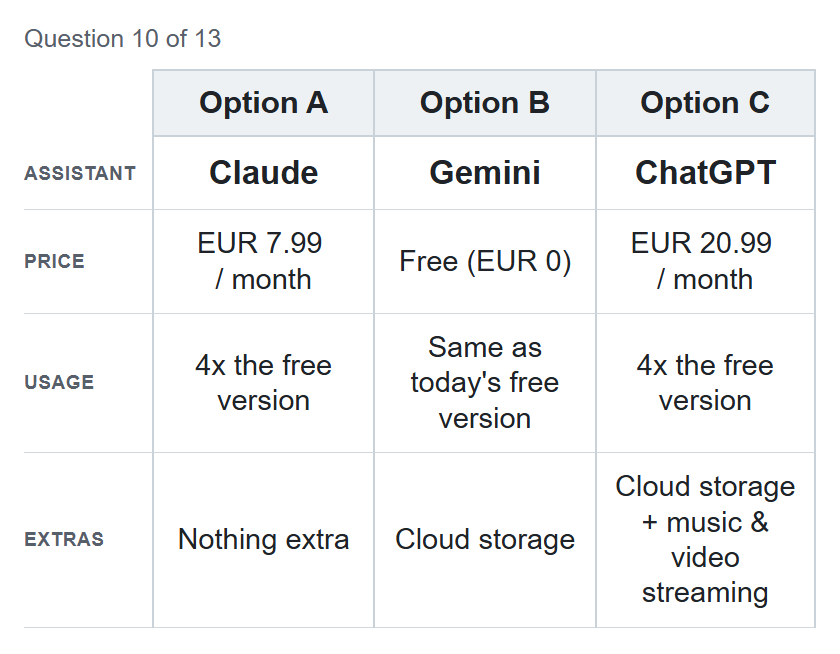 Question 10 of 13
Option A Option B Option C
ASSISTANT Claude Gemini ChatGPT
PRICE EUR 7.99 / month Free (EUR 0) EUR 20.99 / month
USAGE 4x the free version Same as today's free version 4x the free version
EXTRAS Nothing extra Cloud storage Cloud storage + music & video streaming